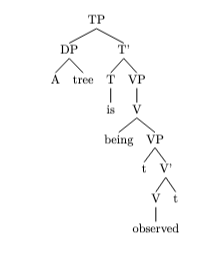 TP
DP T'
A tree T VP
is V
being VP
t V'
V t
observed